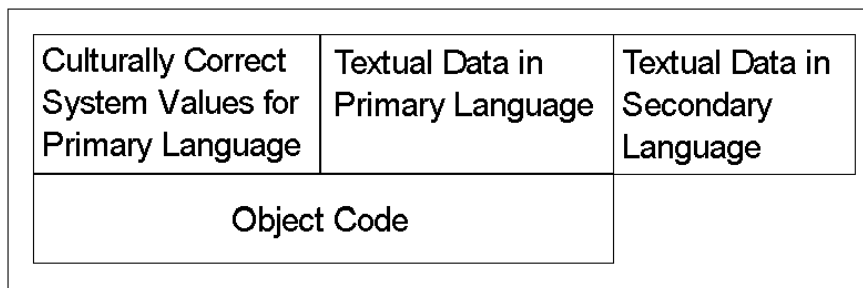 Culturally Correct
System Values for
Primary Language
Textual Data in
Primary Language
Textual Data in
Secondary
Language
Object Code